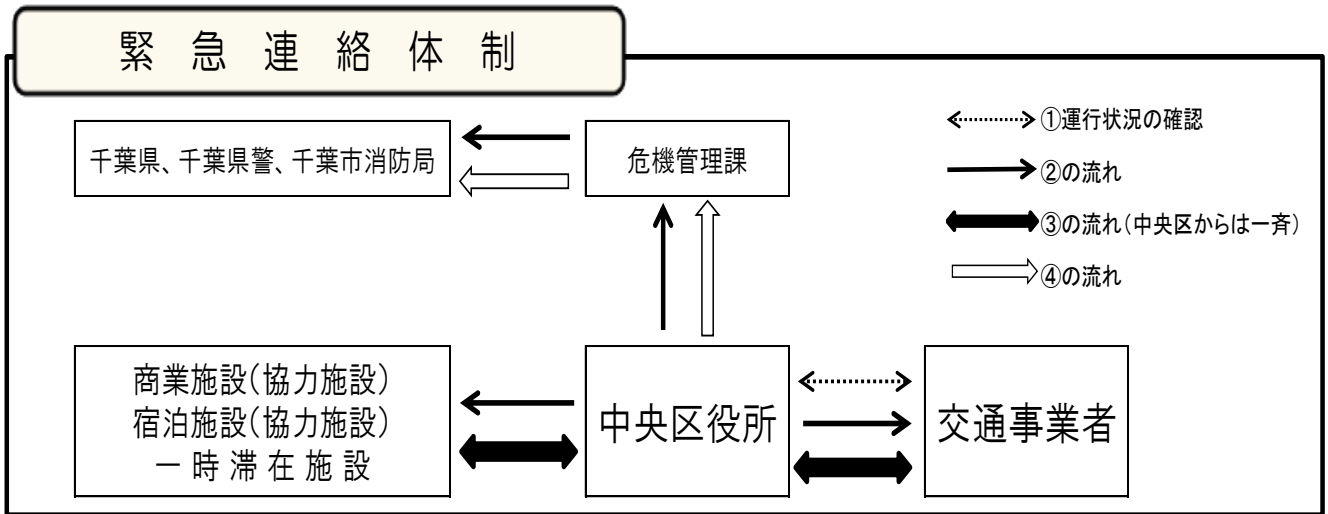 緊急連絡体制
千葉県、千葉県警、千葉市消防局
危機管理課
①運行状況の確認
②の流れ
③の流れ(中央区からは一斉)
④の流れ
商業施設(協力施設)
宿泊施設(協力施設)
一時滞在施設
中央区役所
交通事業者